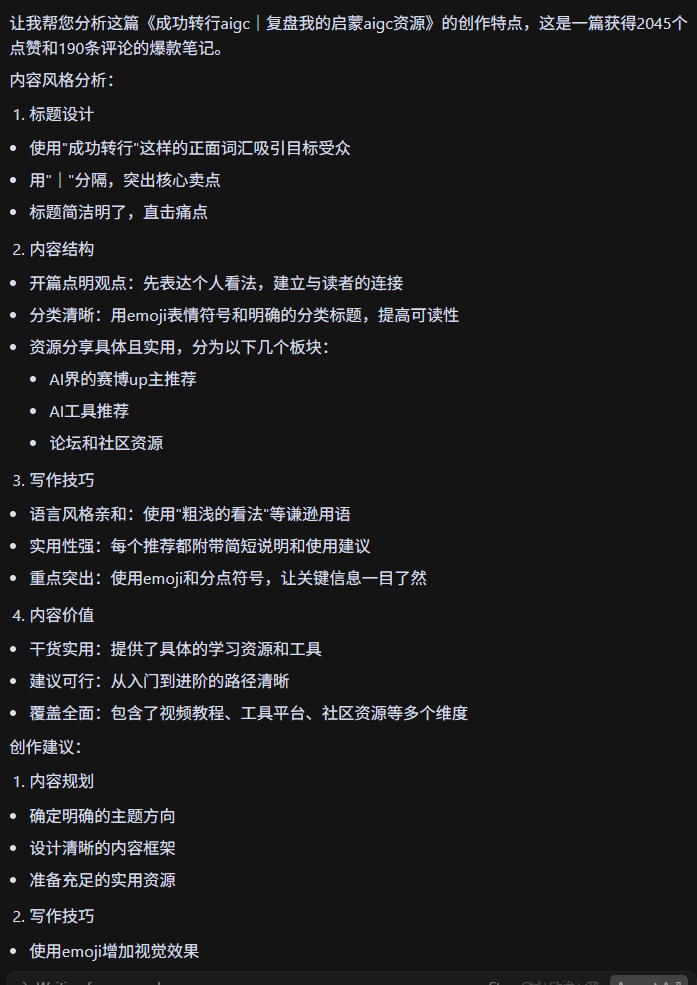 让我帮您分析这篇《成功转行aigc｜复盘我的启蒙aigc资源》的创作特点，这是一篇获得2045个
点赞和190条评论的爆款笔记。
内容风格分析：
1. 标题设计
• 使用"成功转行"这样的正面词汇吸引目标受众
• 用"｜"分隔，突出核心卖点
• 标题简洁明了，直击痛点
2. 内容结构
• 开篇点明观点：先表达个人看法，建立与读者的连接
• 分类清晰：用emoji表情符号和明确的分类标题，提高可读性
• 资源分享具体且实用，分为以下几个板块：
• AI界的赛博up主推荐
• AI工具推荐
• 论坛和社区资源
3. 写作技巧
• 语言风格亲和：使用"粗浅的看法"等谦逊用语
• 实用性强：每个推荐都附带简短说明和使用建议
• 重点突出：使用emoji和分点符号，让关键信息一目了然
4. 内容价值
• 干货实用：提供了具体的学习资源和工具
• 建议可行：从入门到进阶的路径清晰
• 覆盖全面：包含了视频教程、工具平台、社区资源等多个维度
创作建议：
1. 内容规划
• 确定明确的主题方向
• 设计清晰的内容框架
• 准备充足的实用资源
2. 写作技巧
• 使用emoji增加视觉效果